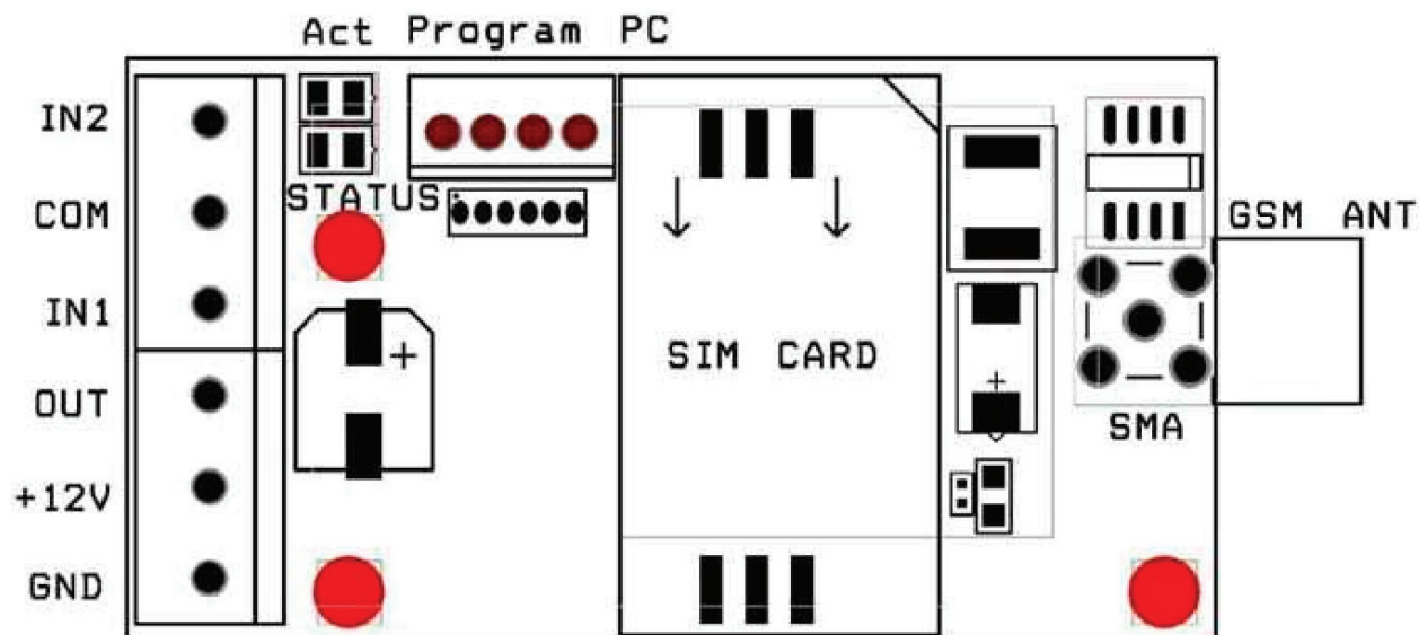 Act Program PC
IN2
COM
IN1
OUT
+12V
GND
STATUS
+
SIM CARD
+
GSM ANT
SMA